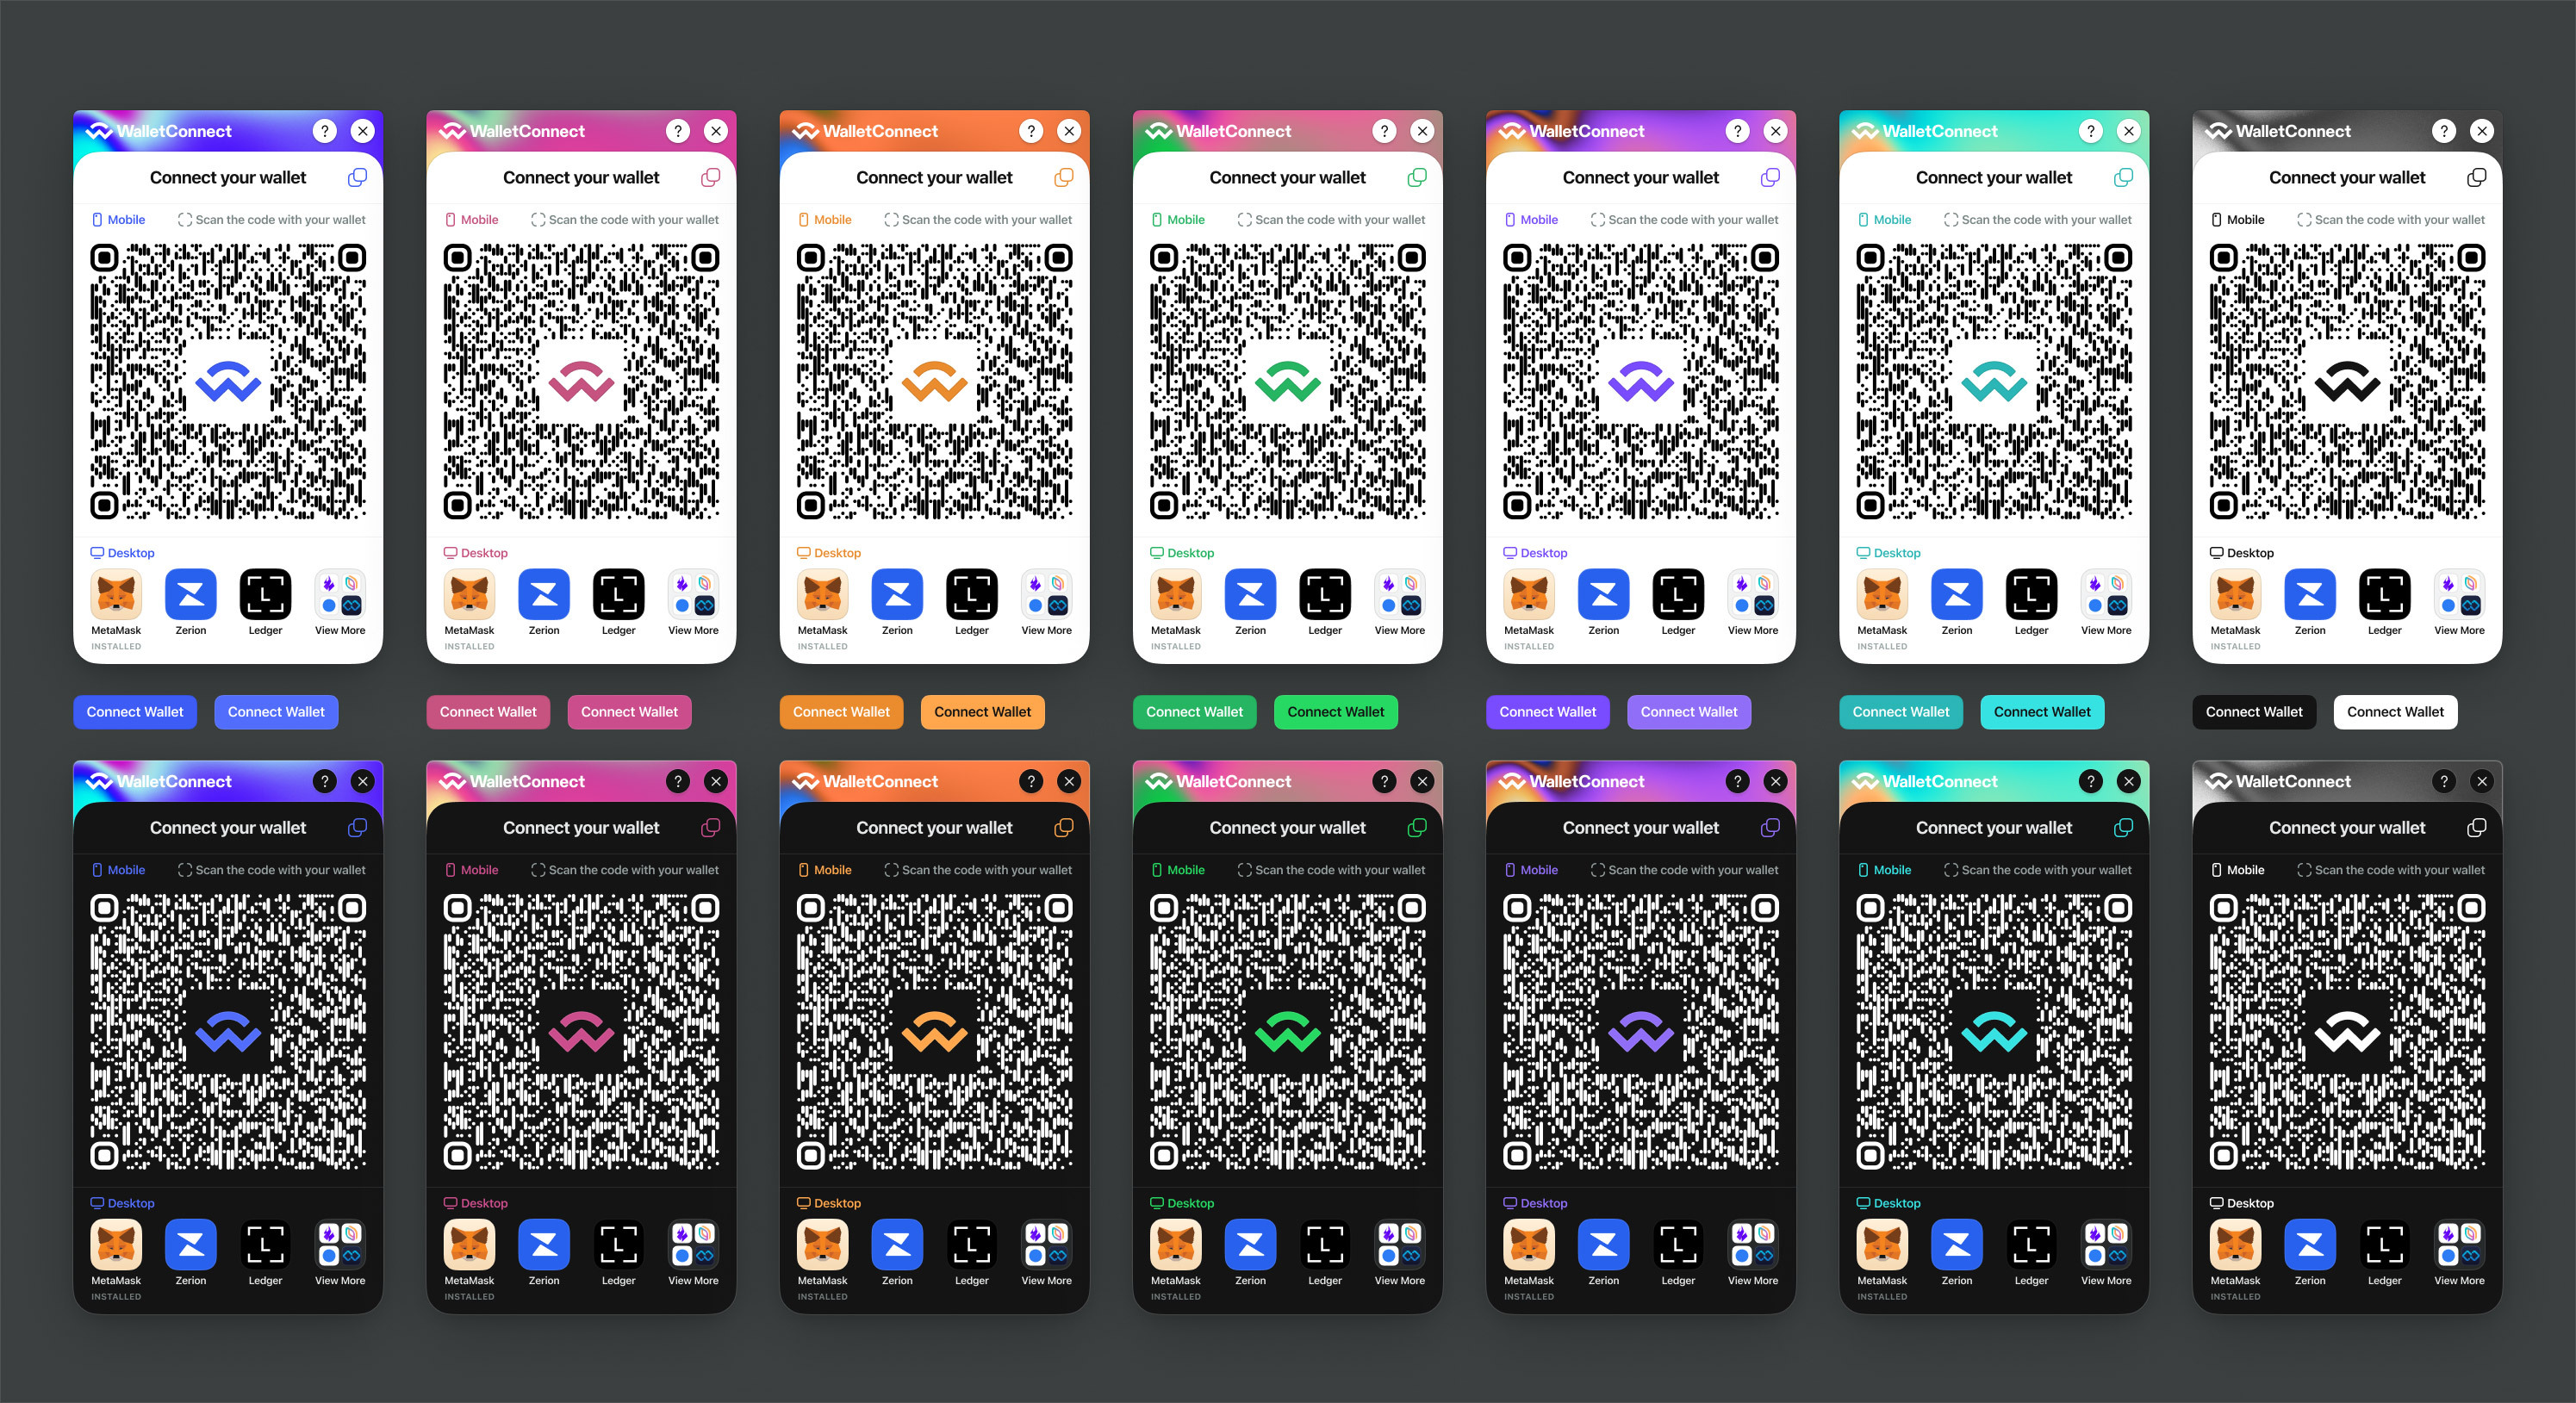 WalletConnect ? WalletConnect ? WalletConnect ? WalletConnect ? WalletConnect ? WalletConnect ? WalletConnect ?
Connect your wallet Connect your wallet Connect your wallet Connect your wallet Connect your wallet Connect your wallet Connect your wallet
Mobile Scan the code with your wallet Mobile Scan the code with your wallet Mobile Scan the code with your wallet Mobile Scan the code with your wallet Mobile Scan the code with your wallet Mobile Scan the code with your wallet Mobile Scan the code with your wallet
Desktop Desktop Desktop Desktop Desktop Desktop Desktop
L L L L L L L
MetaMask Zerion Ledger View More MetaMask Zerion Ledger View More MetaMask Zerion Ledger View More MetaMask Zerion Ledger View More MetaMask Zerion Ledger View More MetaMask Zerion Ledger View More MetaMask Zerion Ledger View More
INSTALLED INSTALLED INSTALLED INSTALLED INSTALLED INSTALLED INSTALLED
Connect Wallet Connect Wallet Connect Wallet Connect Wallet Connect Wallet Connect Wallet Connect Wallet Connect Wallet Connect Wallet Connect Wallet Connect Wallet Connect Wallet Connect Wallet Connect Wallet
WalletConnect ? WalletConnect ? WalletConnect ? WalletConnect ? WalletConnect ? WalletConnect ? WalletConnect ?
Connect your wallet Connect your wallet Connect your wallet Connect your wallet Connect your wallet Connect your wallet Connect your wallet
Mobile Scan the code with your wallet Mobile Scan the code with your wallet Mobile Scan the code with your wallet Mobile Scan the code with your wallet Mobile Scan the code with your wallet Mobile Scan the code with your wallet Mobile Scan the code with your wallet
Desktop Desktop Desktop Desktop Desktop Desktop Desktop
L L L L L L L
MetaMask Zerion Ledger View More MetaMask Zerion Ledger View More MetaMask Zerion Ledger View More MetaMask Zerion Ledger View More MetaMask Zerion Ledger View More MetaMask Zerion Ledger View More MetaMask Zerion Ledger View More
INSTALLED INSTALLED INSTALLED INSTALLED INSTALLED INSTALLED INSTALLED